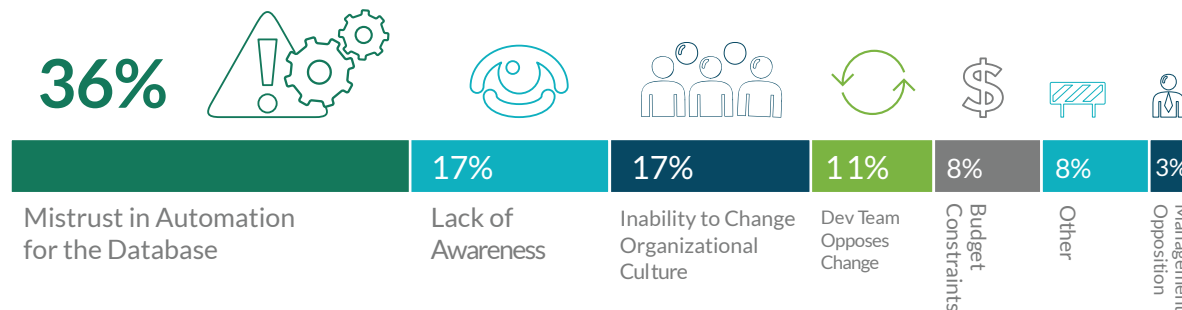 36%
17%
17%
11%
8%
8%
3%
Mistrust in Automation
for the Database
Lack of
Awareness
Inability to Change
Organizational
Culture
Dev Team
Opposes
Change
Budget
Constraints
Other
Management
Opposition